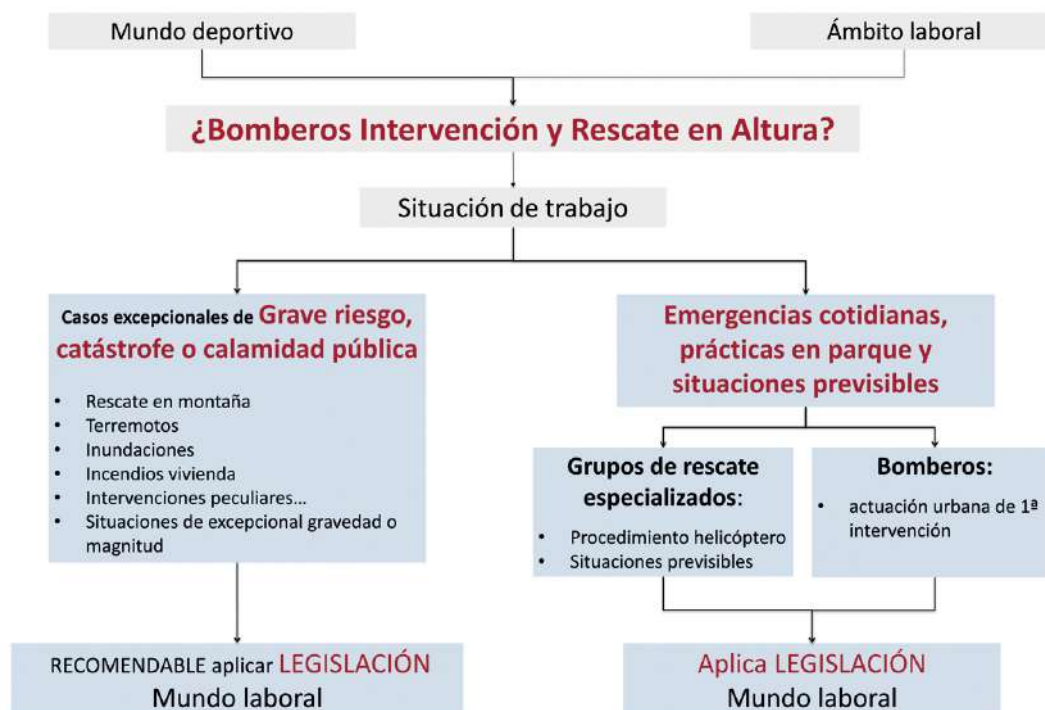 Mundo deportivo
Ámbito laboral
¿Bomberos Intervención y Rescate en Altura?
Situación de trabajo
Casos excepcionales de Grave riesgo,
catástrofe o calamidad pública
• Rescate en montaña
• Terremotos
• Inundaciones
• Incendios vivienda
• Intervenciones peculiares...
• Situaciones de excepcional gravedad o
magnitud
RECOMENDABLE aplicar LEGISLACIÓN
Mundo laboral
Emergencias cotidianas,
prácticas en parque y
situaciones previsibles
Grupos de rescate
especializados:
• Procedimiento helicóptero
• Situaciones previsibles
Bomberos:
• actuación urbana de 1ª
intervención
Aplica LEGISLACIÓN
Mundo laboral